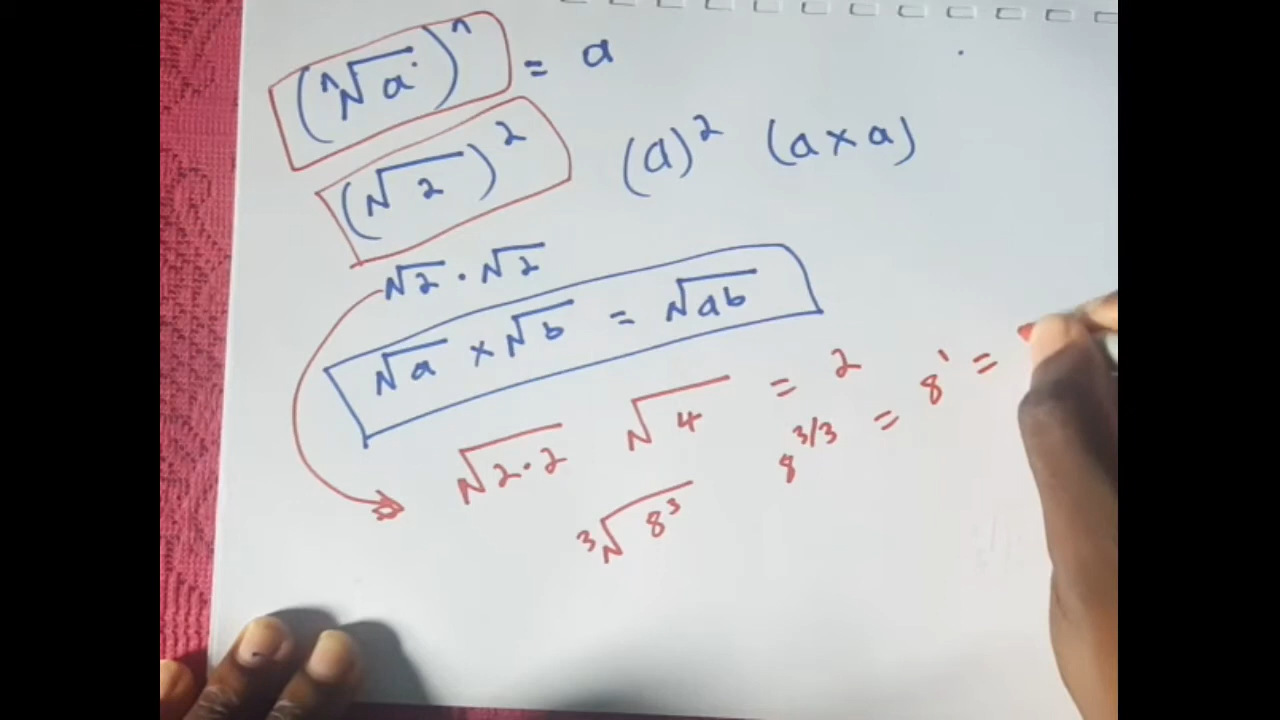 (ⁿ√a)ⁿ = a
(√2)² (a)² (a × a)
√2 · √2
√a × √b = √ab
√2·2 √4 = 2
³√8³ 8^3/3 = 8¹ =